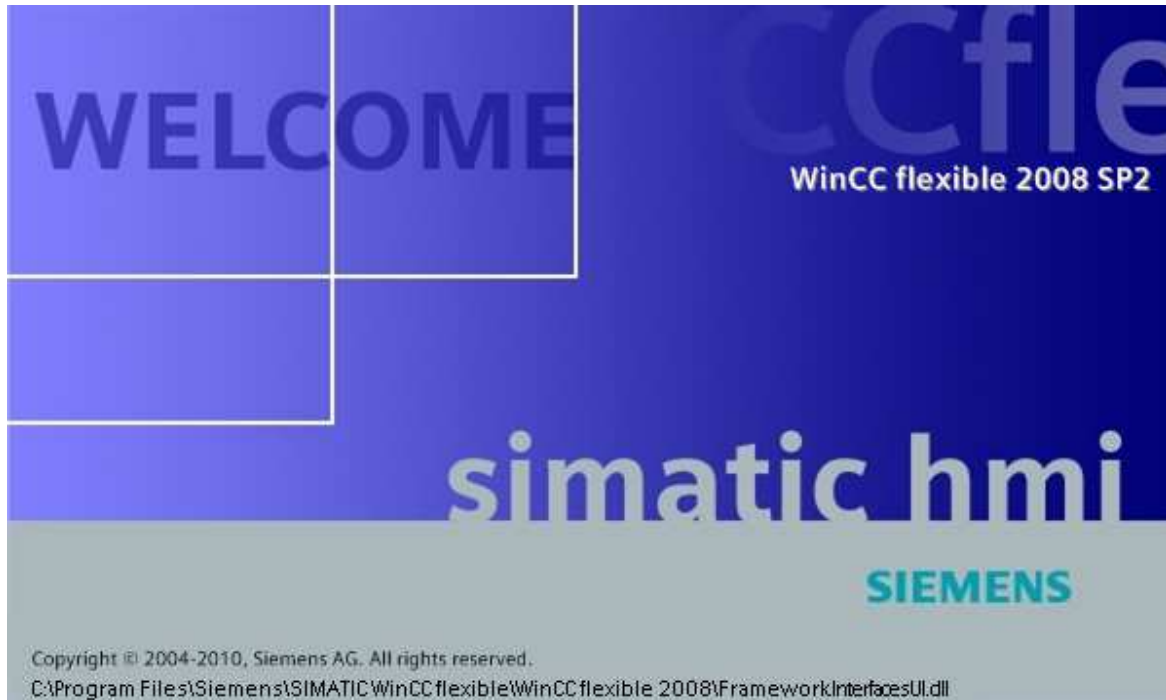 CCfle
WELCOME
WinCC flexible 2008 SP2
simatic hmi
SIEMENS
Copyright © 2004-2010, Siemens AG. All rights reserved.
C:\Program Files\Siemens\SIMATIC WinCC flexible\WinCC flexible 2008\FrameworkInterfacesUI.dll